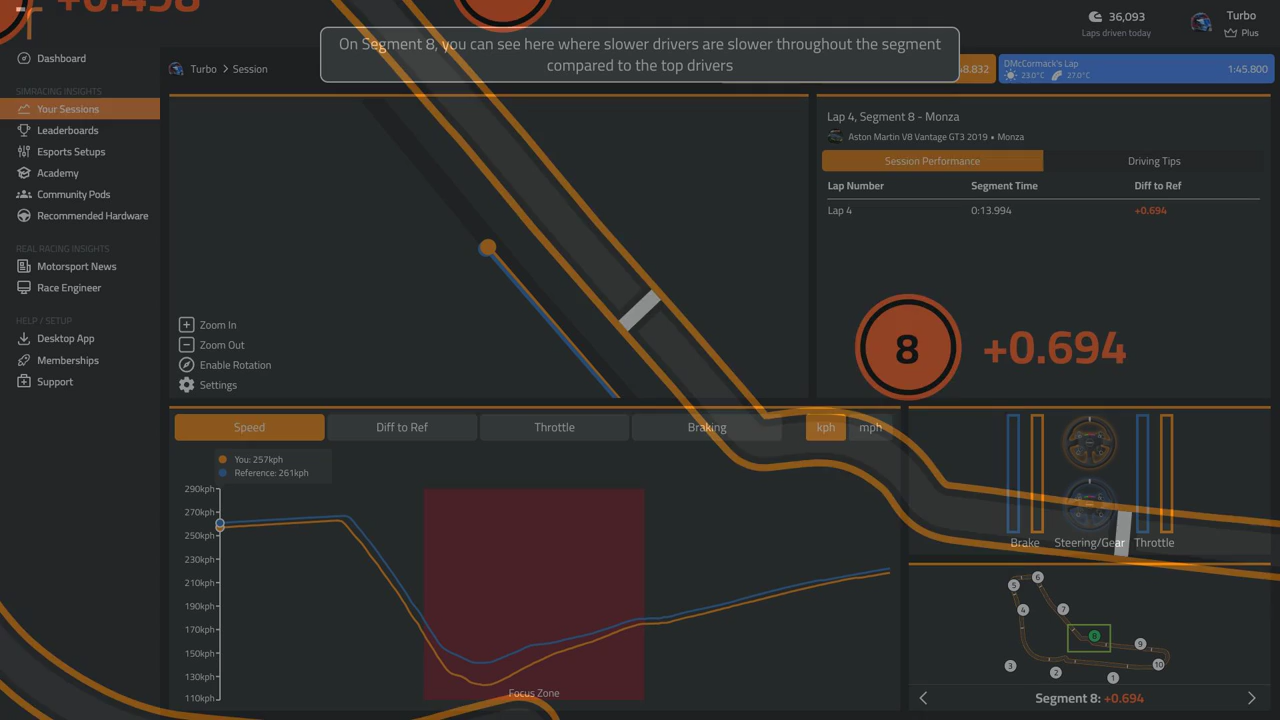 +0.498
36,093
Laps driven today
Turbo
Plus
On Segment 8, you can see here where slower drivers are slower throughout the segment
compared to the top drivers
Dashboard
SIMRACING INSIGHTS
Your Sessions
Leaderboards
Esports Setups
Academy
Community Pods
Recommended Hardware
REAL RACING INSIGHTS
Motorsport News
Race Engineer
HELP / SETUP
Desktop App
Memberships
Support
Turbo > Session
8.832
DMcCormack's Lap
23.0°C 27.0°C
1:45.800
Zoom In
Zoom Out
Enable Rotation
Settings
Lap 4, Segment 8 - Monza
Aston Martin V8 Vantage GT3 2019 • Monza
Session Performance
Driving Tips
Lap Number Segment Time Diff to Ref
Lap 4 0:13.994 +0.694
8 +0.694
Speed
Diff to Ref
Throttle
Braking
kph
mph
You: 257kph
Reference: 261kph
290kph
270kph
250kph
230kph
210kph
190kph
170kph
150kph
130kph
110kph
Focus Zone
Brake Steering/Gear Throttle
6
5
4
7
8
9
3
10
2
1
Segment 8: +0.694